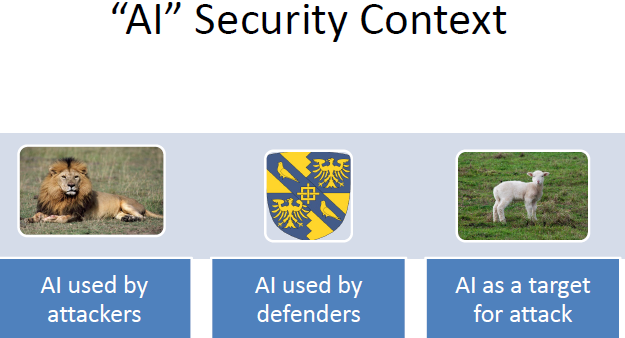 “AI” Security Context
AI used by
attackers
AI used by
defenders
AI as a target
for attack